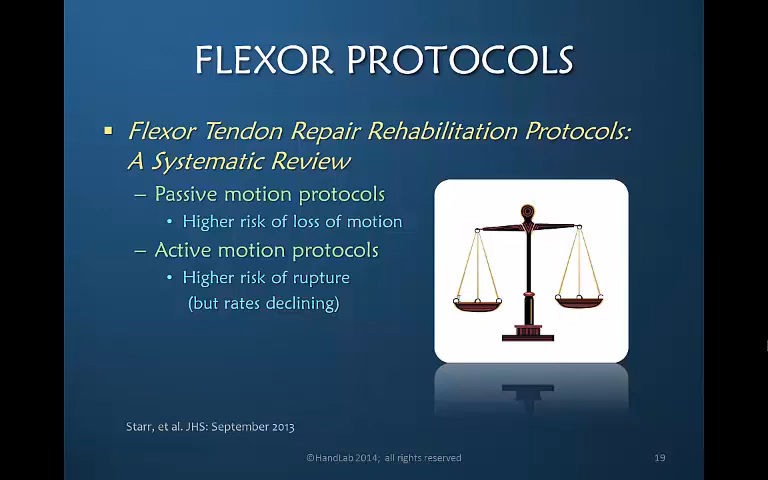 FLEXOR PROTOCOLS
▪ Flexor Tendon Repair Rehabilitation Protocols:
A Systematic Review
– Passive motion protocols
• Higher risk of loss of motion
– Active motion protocols
• Higher risk of rupture
(but rates declining)
Starr, et al. JHS: September 2013
©HandLab 2014; all rights reserved
19